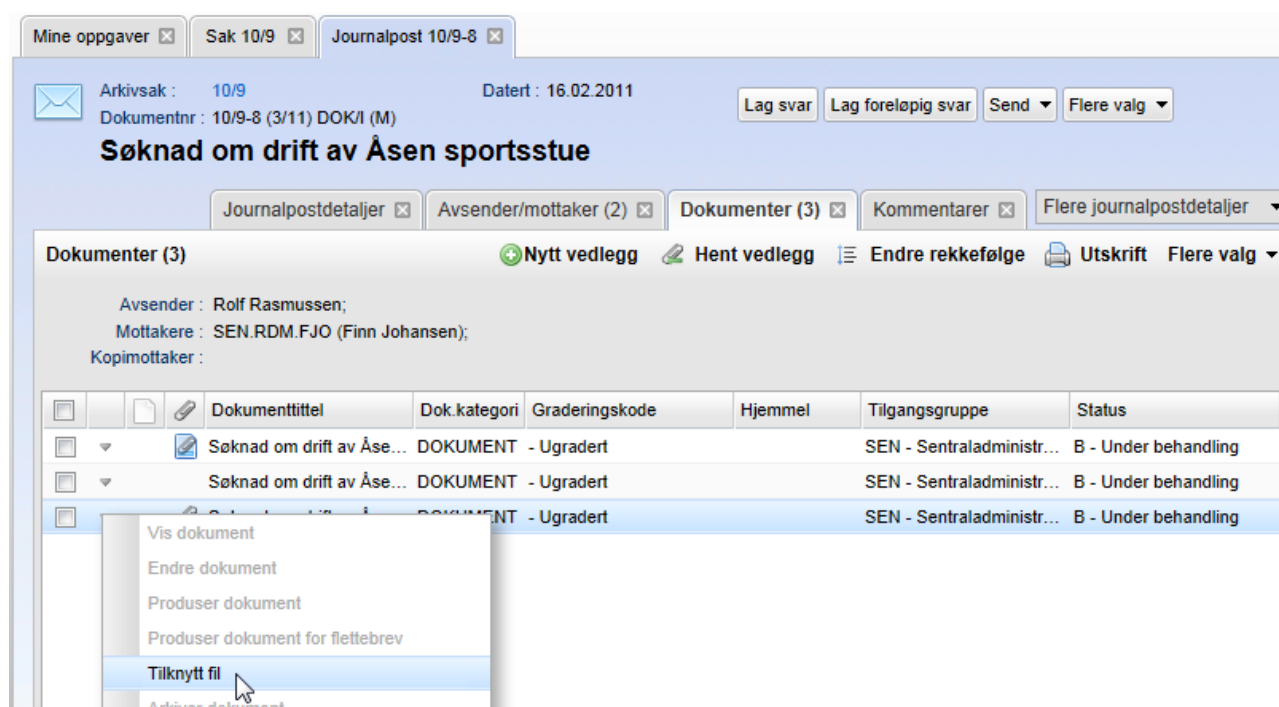 Mine oppgaver Sak 10/9 Journalpost 10/9-8
Arkivsak : 10/9 Datert : 16.02.2011
Lag svar Lag foreløpig svar Send Flere valg
Dokumentnr : 10/9-8 (3/11) DOK/I (M)
Søknad om drift av Åsen sportsstue
Journalpostdetaljer Avsender/mottaker (2) Dokumenter (3) Kommentarer Flere journalpostdetaljer
Dokumenter (3) Nytt vedlegg Hent vedlegg Endre rekkefølge Utskrift Flere valg
Avsender : Rolf Rasmussen;
Mottakere : SEN.RDM.FJO (Finn Johansen);
Kopimottaker :
Dokumenttittel Dok.kategori Graderingskode Hjemmel Tilgangsgruppe Status
Søknad om drift av Åse... DOKUMENT - Ugradert SEN - Sentraladministr... B - Under behandling
Søknad om drift av Åse... DOKUMENT - Ugradert SEN - Sentraladministr... B - Under behandling
- Ugradert SEN - Sentraladministr... B - Under behandling
Vis dokument
Endre dokument
Produser dokument
Produser dokument for flettebrev
Tilknytt fil